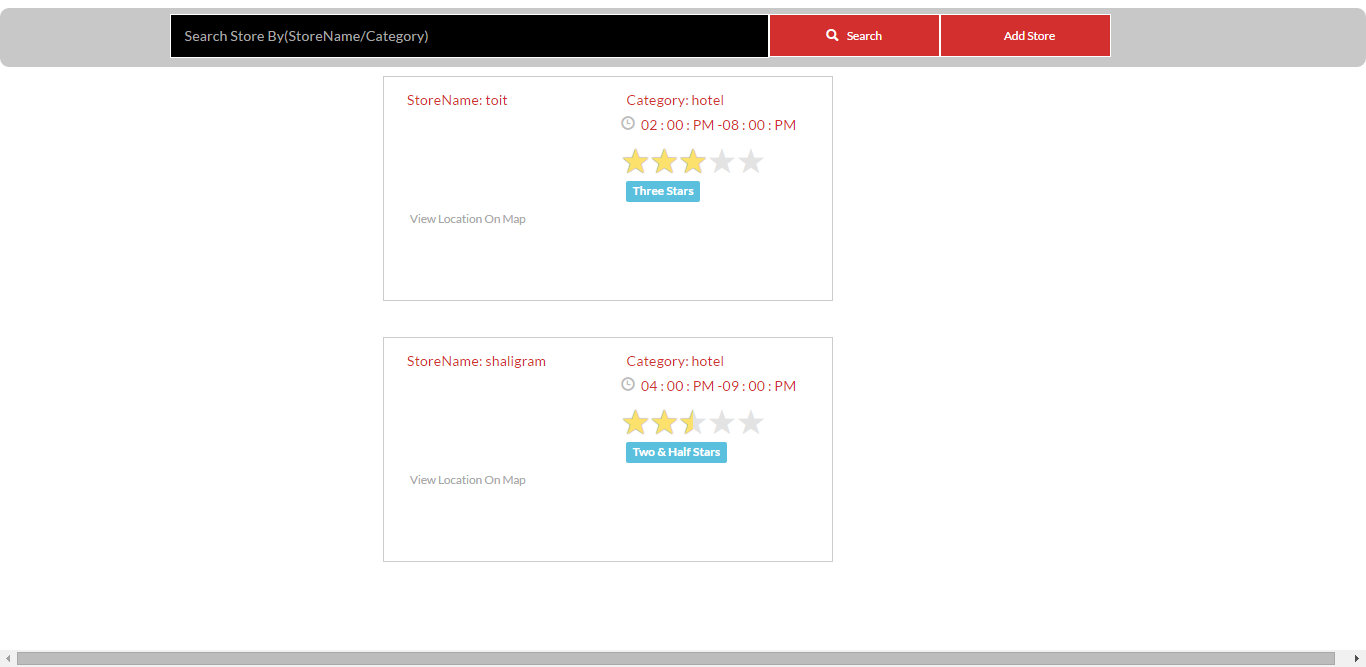 Search Store By(StoreName/Category) Search Add Store
StoreName: toit Category: hotel
02 : 00 : PM -08 : 00 : PM
Three Stars
View Location On Map
StoreName: shaligram Category: hotel
04 : 00 : PM -09 : 00 : PM
Two & Half Stars
View Location On Map